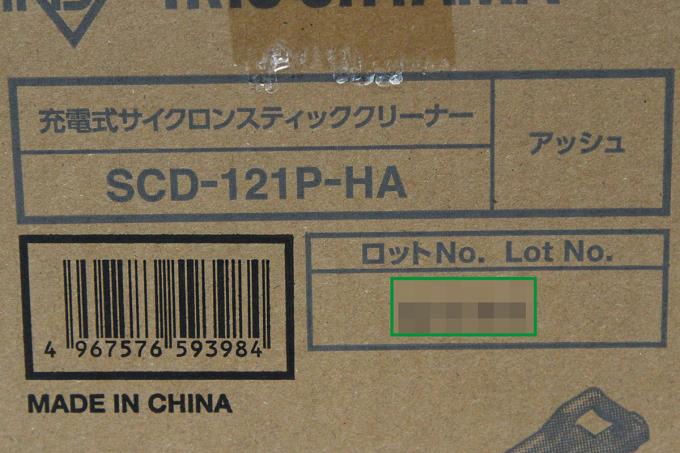 充電式サイクロンスティッククリーナー
アッシュ
SCD-121P-HA
ロットNo. Lot No.
4 967576 593984
MADE IN CHINA